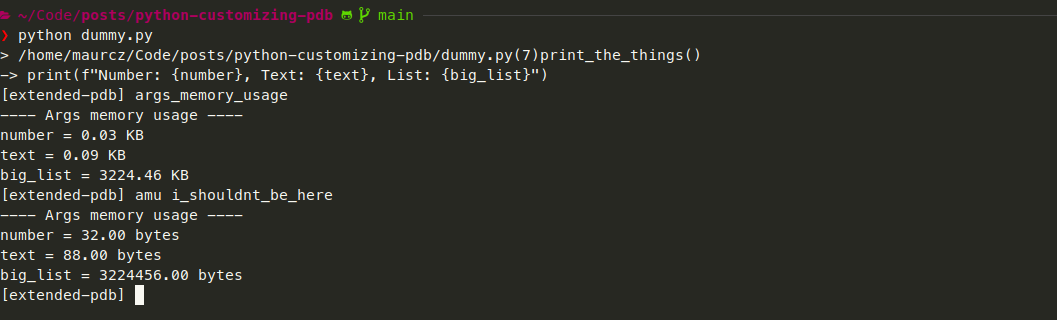 ~/Code/posts/python-customizing-pdb main
❯ python dummy.py
> /home/maurcz/Code/posts/python-customizing-pdb/dummy.py(7)print_the_things()
-> print(f"Number: {number}, Text: {text}, List: {big_list}")
[extended-pdb] args_memory_usage
---- Args memory usage ----
number = 0.03 KB
text = 0.09 KB
big_list = 3224.46 KB
[extended-pdb] amu i_shouldnt_be_here
---- Args memory usage ----
number = 32.00 bytes
text = 88.00 bytes
big_list = 3224456.00 bytes
[extended-pdb]